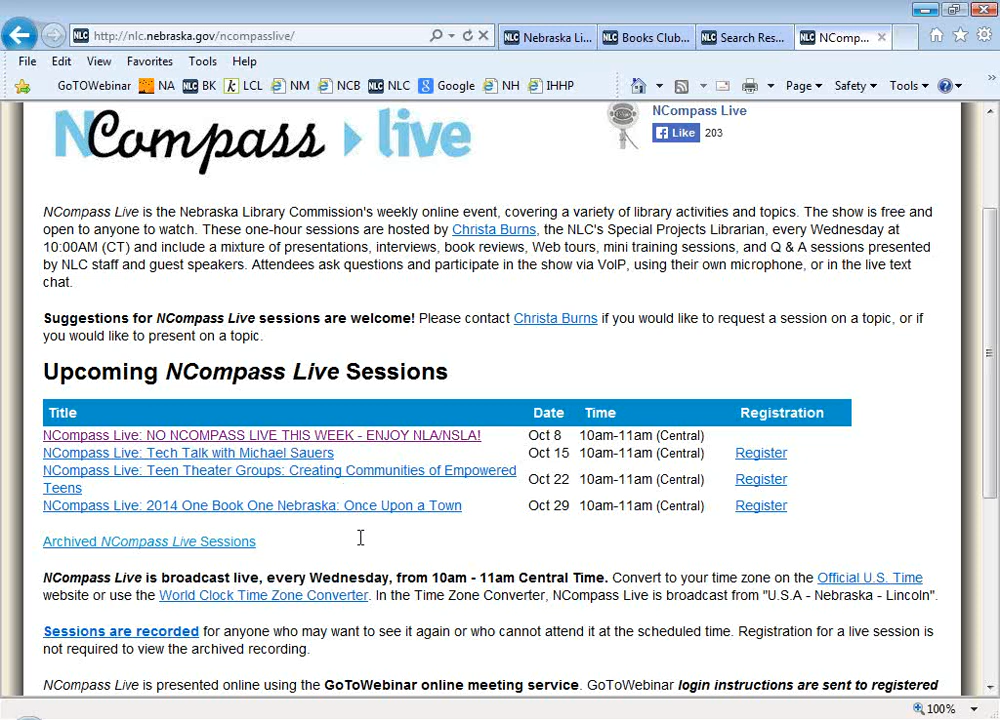 http://nlc.nebraska.gov/ncompasslive/
NLC Nebraska Li... NLC Books Club... NLC Search Res... NLC NComp...
File Edit View Favorites Tools Help
GoTOWebinar NA NLC BK k LCL NM NCB NLC NLC 8 Google NH IHHP Page Safety Tools
NCompass live
NCompass Live
Like 203
NCompass Live is the Nebraska Library Commission's weekly online event, covering a variety of library activities and topics. The show is free and
open to anyone to watch. These one-hour sessions are hosted by Christa Burns, the NLC's Special Projects Librarian, every Wednesday at
10:00AM (CT) and include a mixture of presentations, interviews, book reviews, Web tours, mini training sessions, and Q & A sessions presented
by NLC staff and guest speakers. Attendees ask questions and participate in the show via VoIP, using their own microphone, or in the live text
chat.
Suggestions for NCompass Live sessions are welcome! Please contact Christa Burns if you would like to request a session on a topic, or if
you would like to present on a topic.
Upcoming NCompass Live Sessions
Title Date Time Registration
NCompass Live: NO NCOMPASS LIVE THIS WEEK - ENJOY NLA/NSLA! Oct 8 10am-11am (Central)
NCompass Live: Tech Talk with Michael Sauers Oct 15 10am-11am (Central) Register
NCompass Live: Teen Theater Groups: Creating Communities of Empowered
Teens Oct 22 10am-11am (Central) Register
NCompass Live: 2014 One Book One Nebraska: Once Upon a Town Oct 29 10am-11am (Central) Register
Archived NCompass Live Sessions
NCompass Live is broadcast live, every Wednesday, from 10am - 11am Central Time. Convert to your time zone on the Official U.S. Time
website or use the World Clock Time Zone Converter. In the Time Zone Converter, NCompass Live is broadcast from "U.S.A - Nebraska - Lincoln".
Sessions are recorded for anyone who may want to see it again or who cannot attend it at the scheduled time. Registration for a live session is
not required to view the archived recording.
NCompass Live is presented online using the GoToWebinar online meeting service. GoToWebinar login instructions are sent to registered
100%